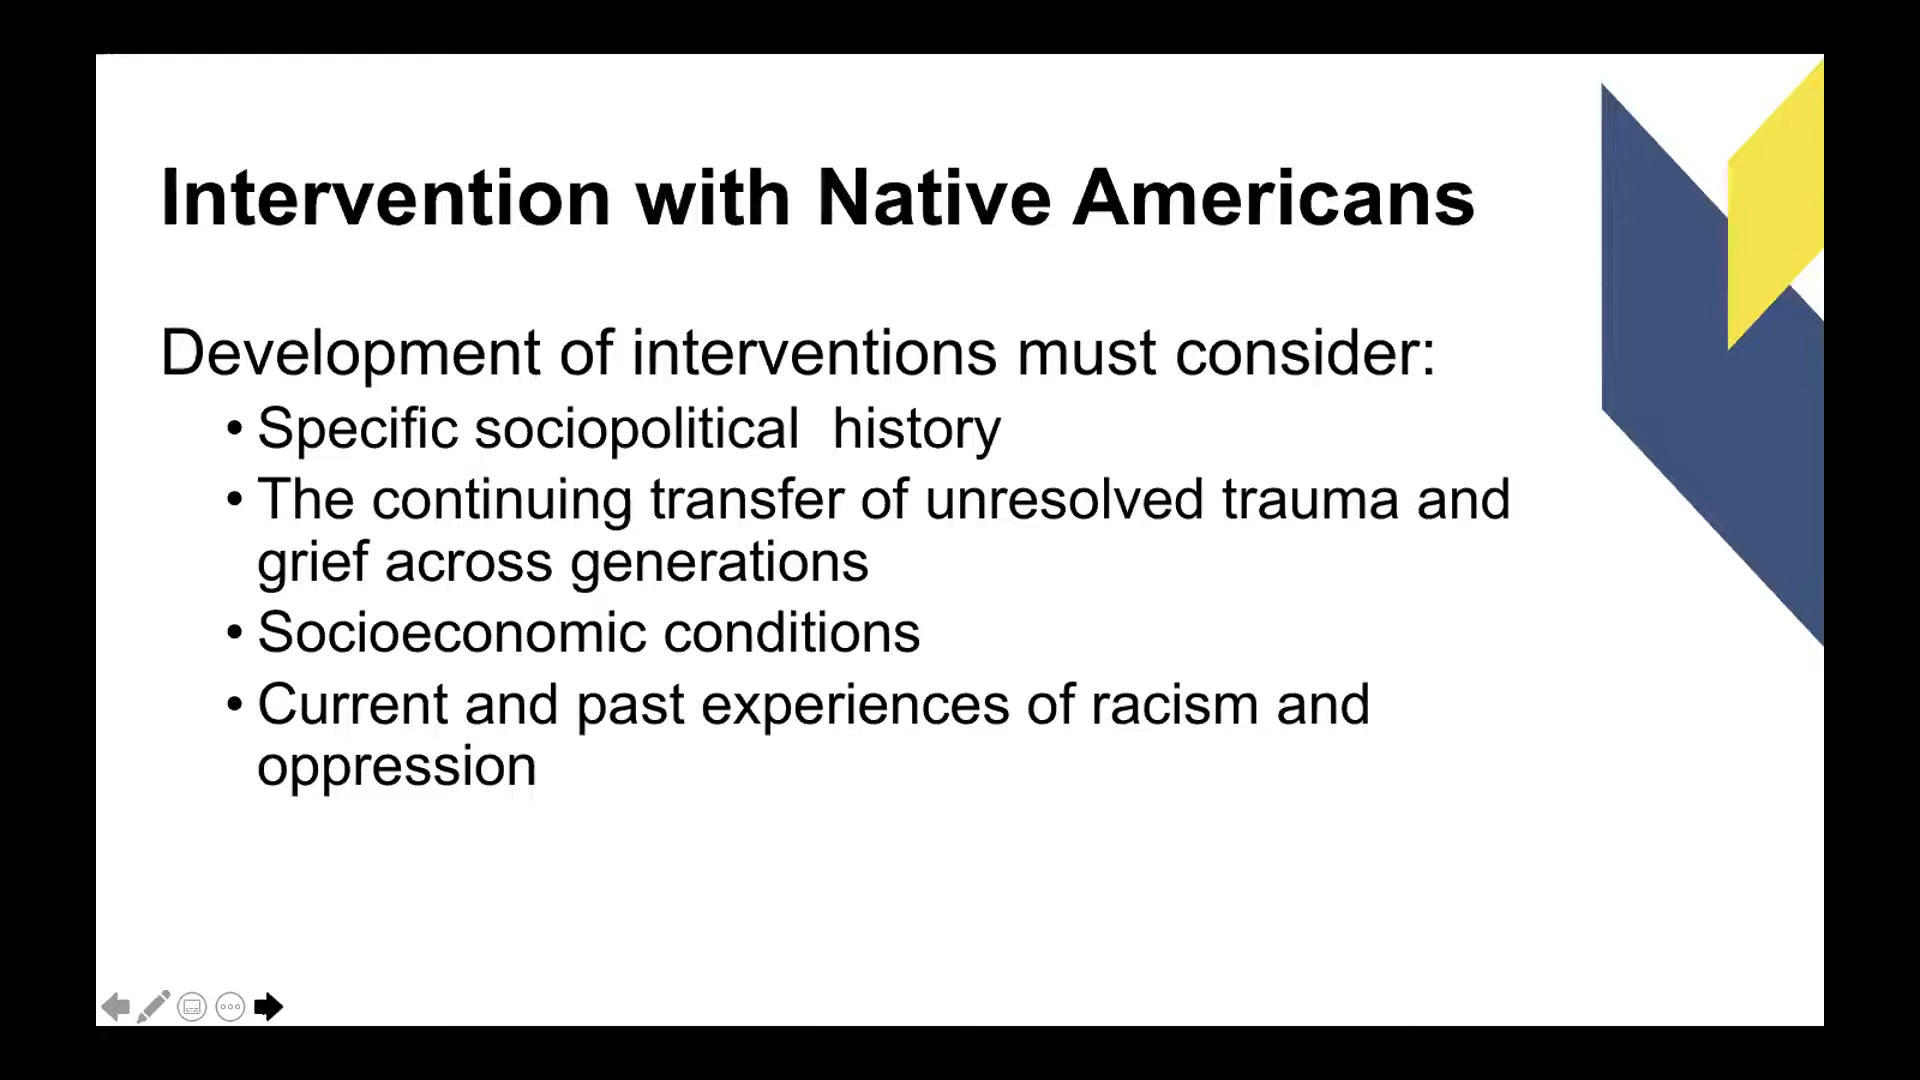 Intervention with Native Americans
Development of interventions must consider:
• Specific sociopolitical  history
• The continuing transfer of unresolved trauma and
grief across generations
• Socioeconomic conditions
• Current and past experiences of racism and
oppression